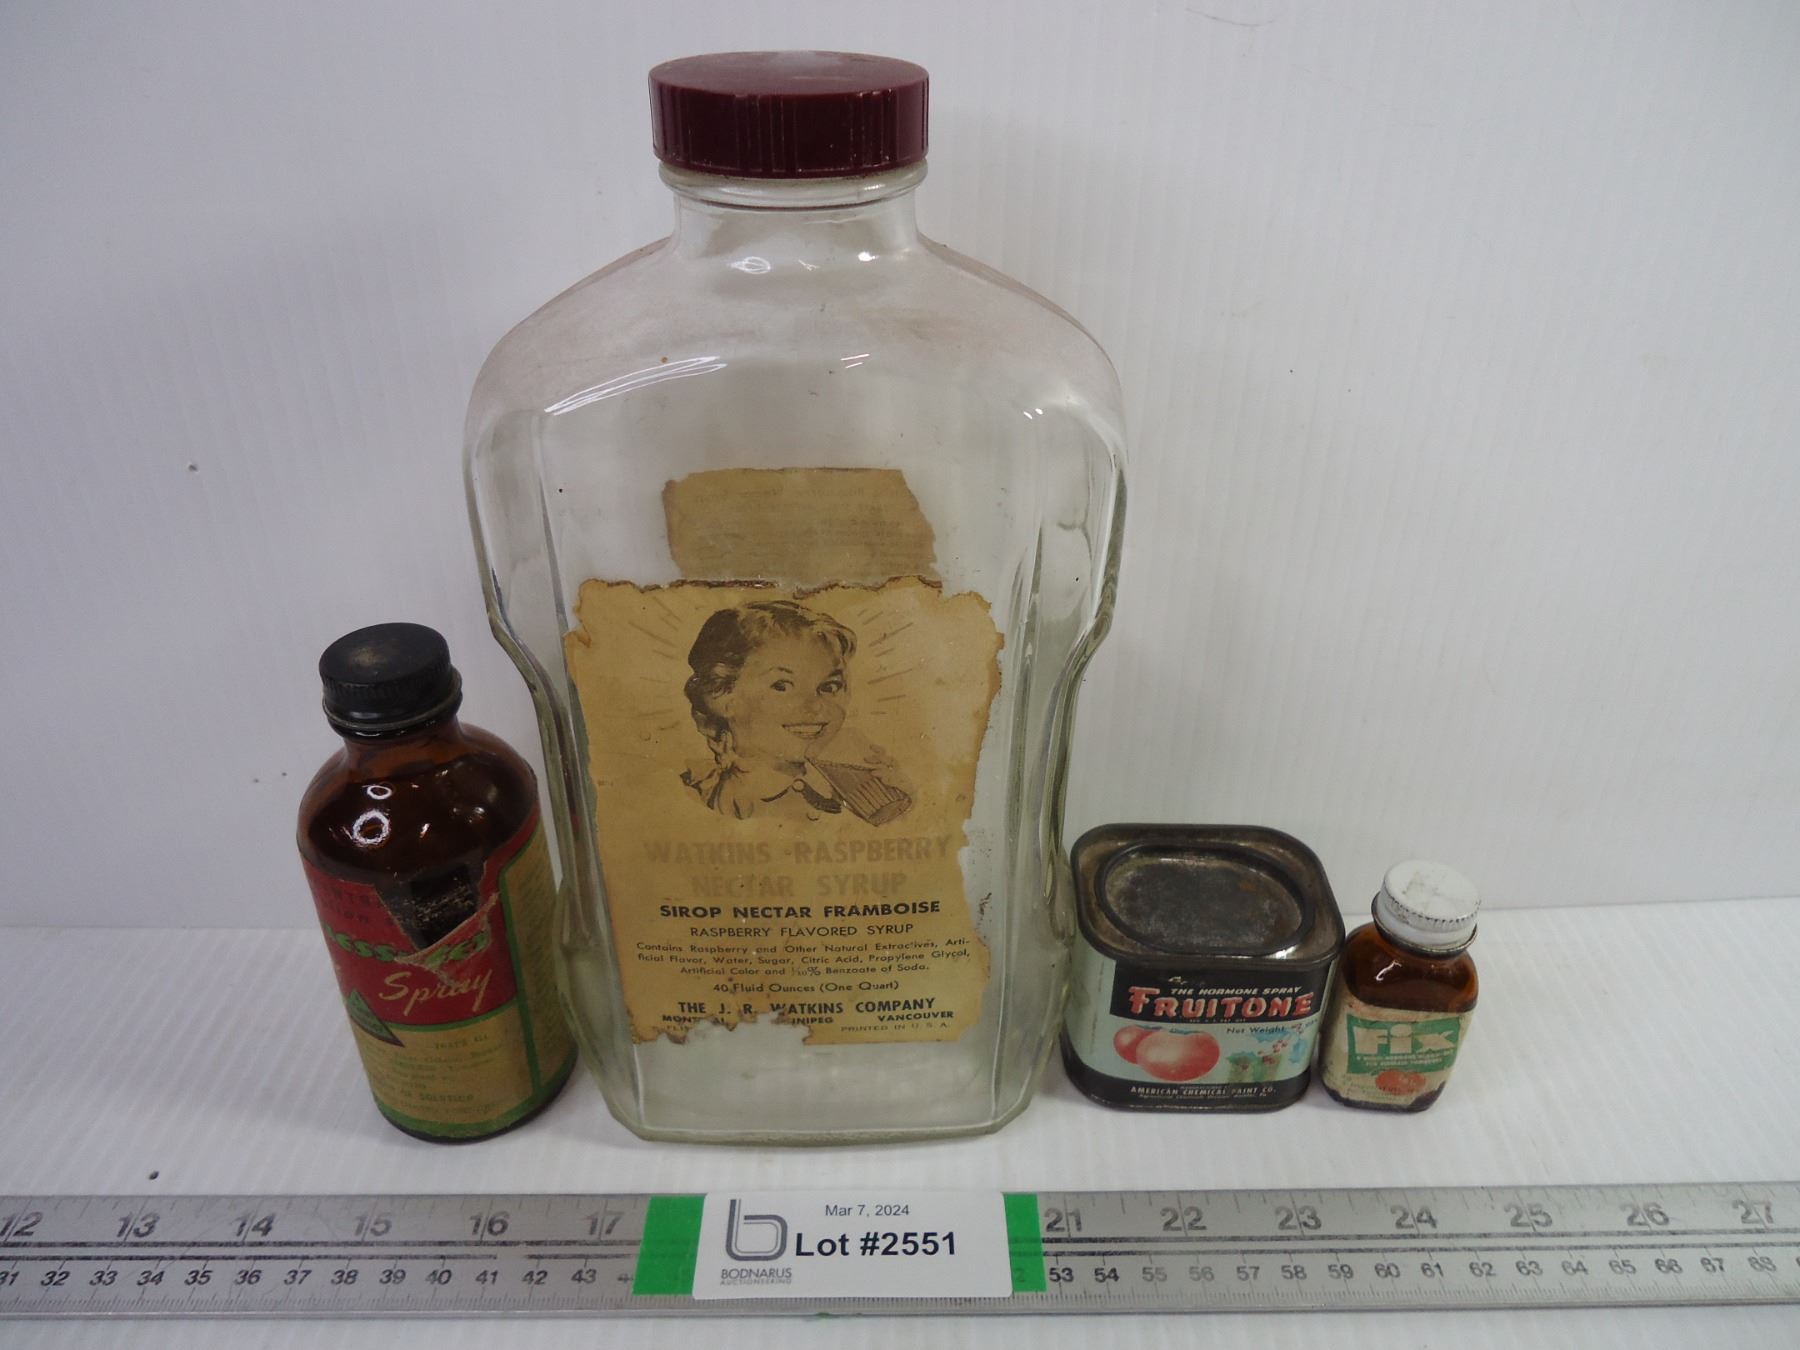 Spray
SOLUTION
WATKINS RASPBERRY
NECTAR SYRUP
SIROP NECTAR FRAMBOISE
RASPBERRY FLAVORED SYRUP
Contains Raspberry and Other Natural Extractives, Arti-
ficial Flavor, Water, Sugar, Citric Acid, Propylene Glycol,
Artificial Color and 1/10% Benzoate of Soda.
40 Fluid Ounces (One Quart)
THE J. R. WATKINS COMPANY
VANCOUVER
PRINTED IN U. S. A.
THE HORMONE SPRAY
FRUITONE
Net Weight
AMERICAN CHEMICAL PAINT CO.
Fix
12 13 14 15 16 17 21 22 23 24 25 26 27
31 32 33 34 35 36 37 38 39 40 41 42 43 53 54 55 56 57 58 59 60 61 62 63 64 65 66 67 68
Mar 7, 2024
Lot #2551
BODNARUS
AUCTIONEERING